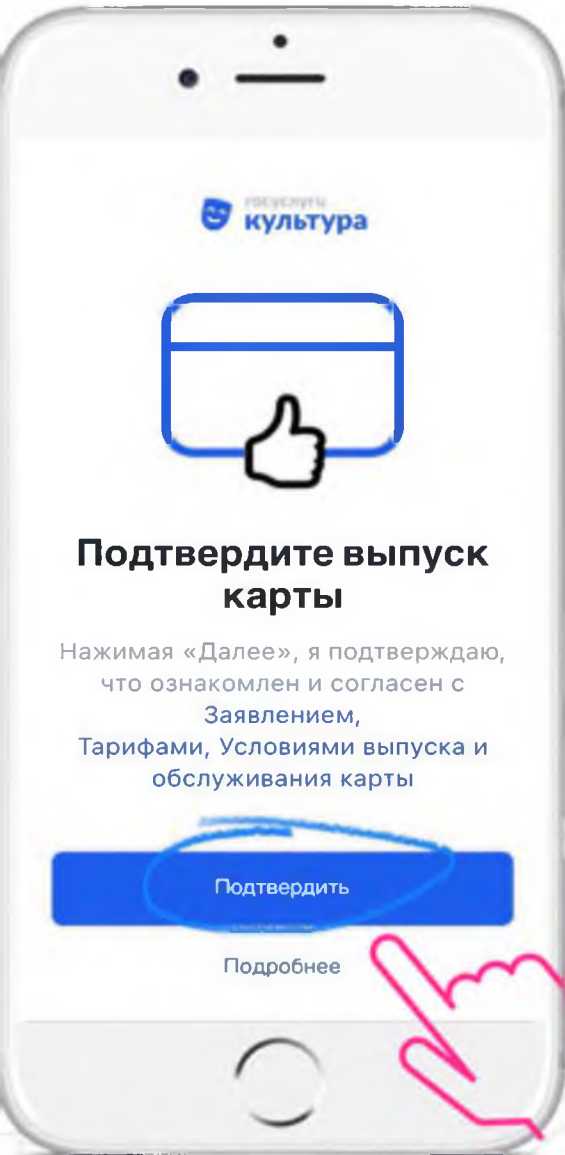 госуслуги
культура
Подтвердите выпуск
карты
Нажимая «Далее», я подтверждаю,
что ознакомлен и согласен с
Заявлением,
Тарифами, Условиями выпуска и
обслуживания карты
Подтвердить
Подробнее